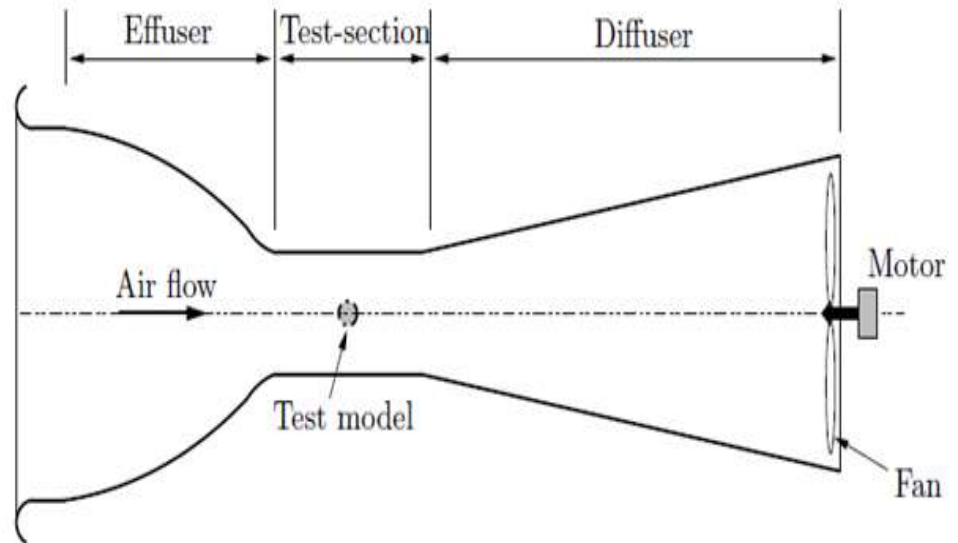 Effuser
Test-section
Diffuser
Air flow
Motor
Test model
Fan